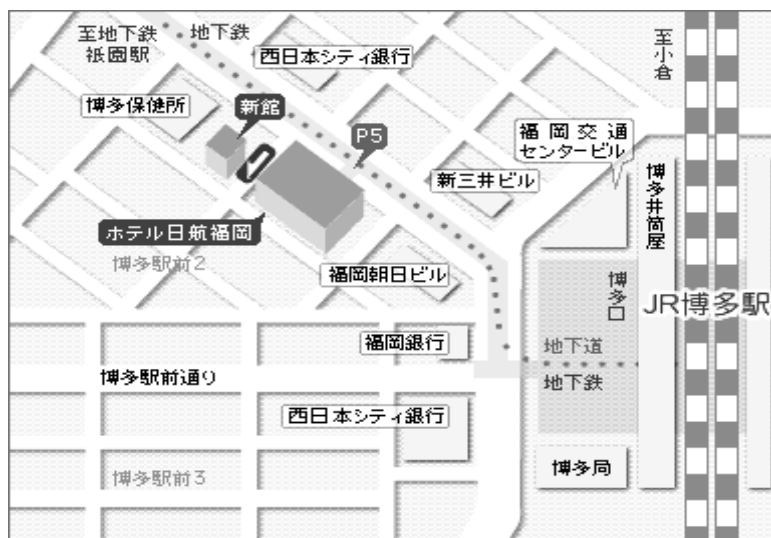 至地下鉄
祇園駅
地下鉄
西日本シティ銀行
至小倉
博多保健所
新館
P5
福岡交通
センタービル
新三井ビル
博多井筒屋
ホテル日航福岡
博多駅前2
福岡朝日ビル
博多口
JR博多駅
福岡銀行
地下道
地下鉄
博多駅前通り
西日本シティ銀行
博多駅前3
博多局